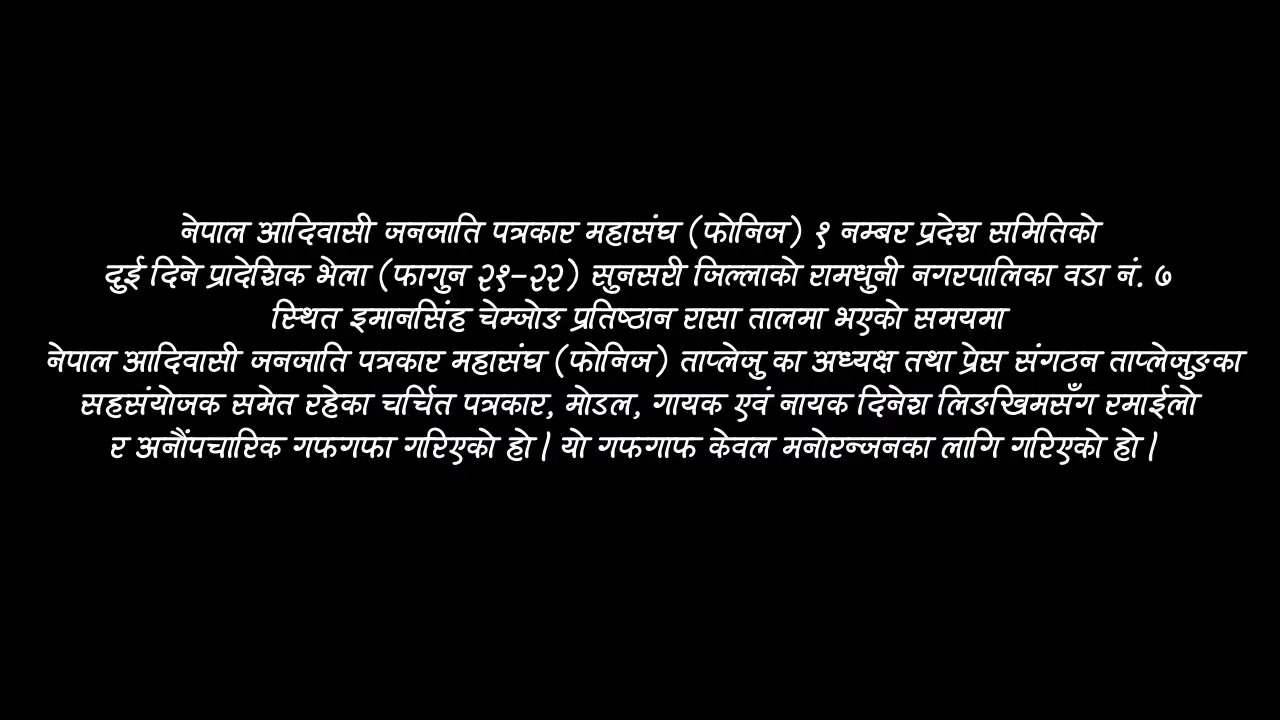 नेपाल आदिवासी जनजाति पत्रकार महासंघ (फोनिज) १ नम्बर प्रदेश समितिको
दुई दिने प्रादेशिक भेला (फागुन २१-२२) सुनसरी जिल्लाको रामधुनी नगरपालिका वडा नं. ७
स्थित इमानसिंह चेम्जोङ प्रतिष्ठान रासा तालमा भएको समयमा
नेपाल आदिवासी जनजाति पत्रकार महासंघ (फोनिज) ताप्लेजु का अध्यक्ष तथा प्रेस संगठन ताप्लेजुङका
सहसंयोजक समेत रहेका चर्चित पत्रकार, मोडल, गायक एवं नायक दिनेश लिङखिमसँग रमाईलो
र अनौंपचारिक गफगफा गरिएको हो | यो गफगाफ केवल मनोरन्जनका लागि गरिएको हो |